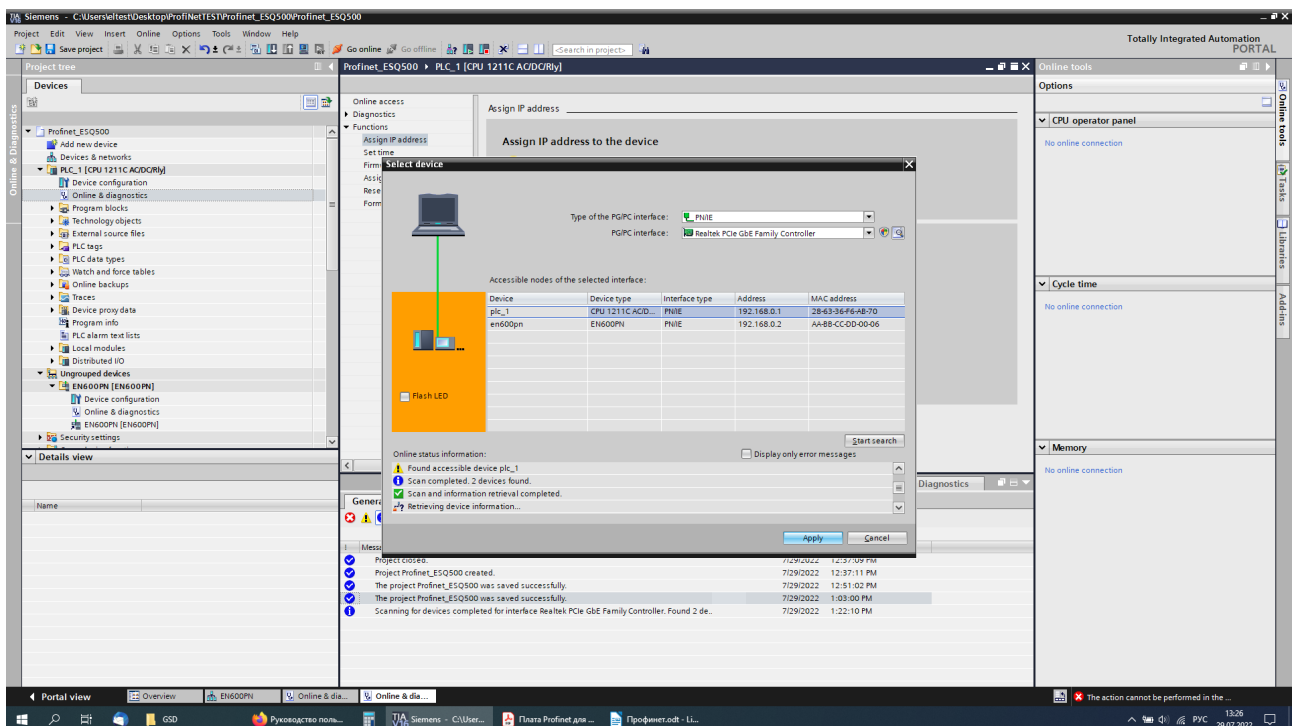 Siemens - C:\Users\eltest\Desktop\ProfiNetTEST\Profinet_ESQ500\Profinet_ESQ500
Project Edit View Insert Online Options Tools Window Help
Save project Go online Go offline <Search in project>
Totally Integrated Automation
PORTAL
Project tree
Devices
Online & Diagnostics
Profinet_ESQ500
Add new device
Devices & networks
PLC_1 [CPU 1211C AC/DC/Rly]
Device configuration
Online & diagnostics
Program blocks
Technology objects
External source files
PLC tags
PLC data types
Watch and force tables
Online backups
Traces
Device proxy data
Program info
PLC alarm text lists
Local modules
Distributed I/O
Ungrouped devices
EN600PN [EN600PN]
Device configuration
Online & diagnostics
EN600PN [EN600PN]
Security settings
Details view
Name
Profinet_ESQ500 PLC_1 [CPU 1211C AC/DC/Rly]
Online access
Diagnostics
Functions
Assign IP address
Set time
Firm
Assig
Rese
Form
Assign IP address
Assign IP address to the device
Select device
Type of the PG/PC interface: PN/IE
PG/PC interface: Realtek PCIe GbE Family Controller
Accessible nodes of the selected interface:
Device Device type Interface type Address MAC address
plc_1 CPU 1211C AC/D... PN/IE 192.168.0.1 28-63-36-F6-AB-70
en600pn EN600PN PN/IE 192.168.0.2 AA-BB-CC-DD-00-06
Flash LED
Start search
Online status information:
Display only error messages
Found accessible device plc_1
Scan completed. 2 devices found.
Scan and information retrieval completed.
Retrieving device information...
Apply Cancel
Diagnostics
Genera
! Messa
Project closed. 7/29/2022 12:37:09 PM
Project Profinet_ESQ500 created. 7/29/2022 12:37:11 PM
The project Profinet_ESQ500 was saved successfully. 7/29/2022 12:51:02 PM
The project Profinet_ESQ500 was saved successfully. 7/29/2022 1:03:00 PM
Scanning for devices completed for interface Realtek PCIe GbE Family Controller. Found 2 de.. 7/29/2022 1:22:10 PM
Online tools
Options
CPU operator panel
No online connection
Cycle time
No online connection
Memory
No online connection
Online tools
Tasks
Libraries
Add-ins
Portal view Overview EN600PN Online & dia... Online & dia... The action cannot be performed in the ...
GSD Руководство поль... Siemens - C:\User... Плата Profinet для ... Профинет.odt - Li... РУС 13:26
29.07.2022